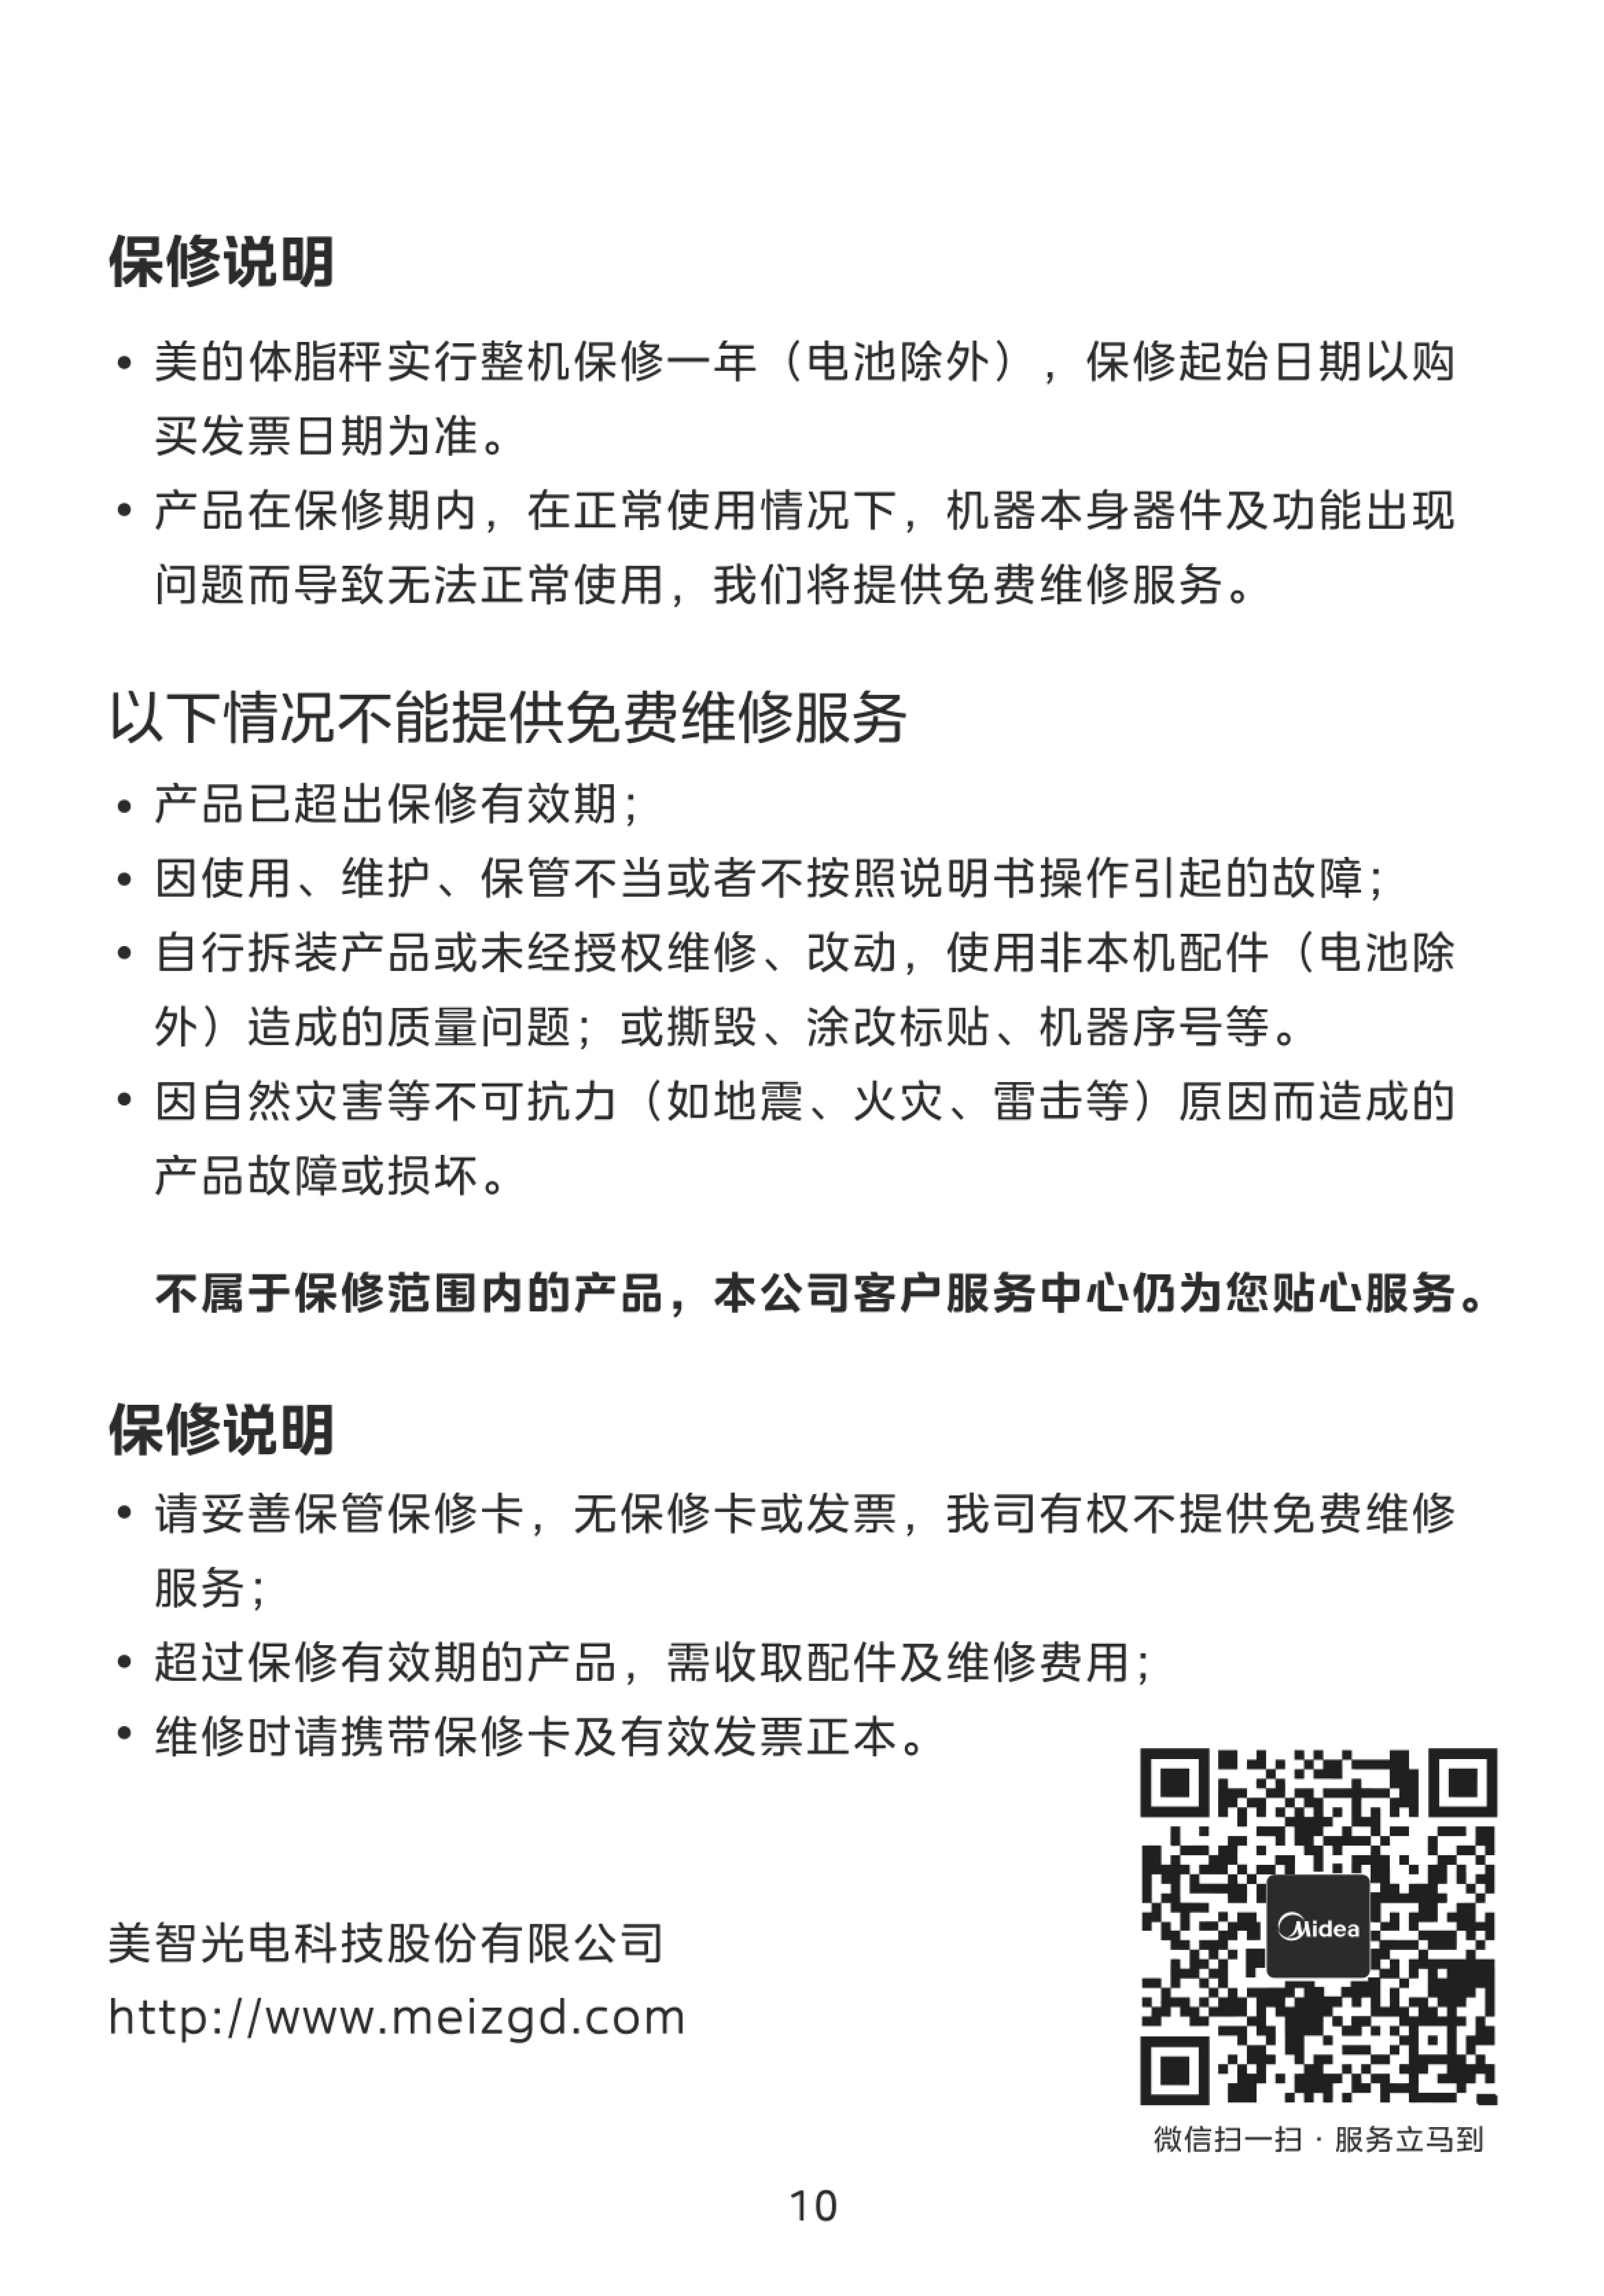 保修说明
• 美的体脂秤实行整机保修一年（电池除外），保修起始日期以购
买发票日期为准。
• 产品在保修期内，在正常使用情况下，机器本身器件及功能出现
问题而导致无法正常使用，我们将提供免费维修服务。
以下情况不能提供免费维修服务
• 产品已超出保修有效期；
• 因使用、维护、保管不当或者不按照说明书操作引起的故障；
• 自行拆装产品或未经授权维修、改动，使用非本机配件（电池除
外）造成的质量问题；或撕毁、涂改标贴、机器序号等。
• 因自然灾害等不可抗力（如地震、火灾、雷击等）原因而造成的
产品故障或损坏。
不属于保修范围内的产品，本公司客户服务中心仍为您贴心服务。
保修说明
• 请妥善保管保修卡，无保修卡或发票，我司有权不提供免费维修
服务；
• 超过保修有效期的产品，需收取配件及维修费用；
• 维修时请携带保修卡及有效发票正本。
美智光电科技股份有限公司
http://www.meizgd.com
Midea
微信扫一扫 · 服务立马到
10